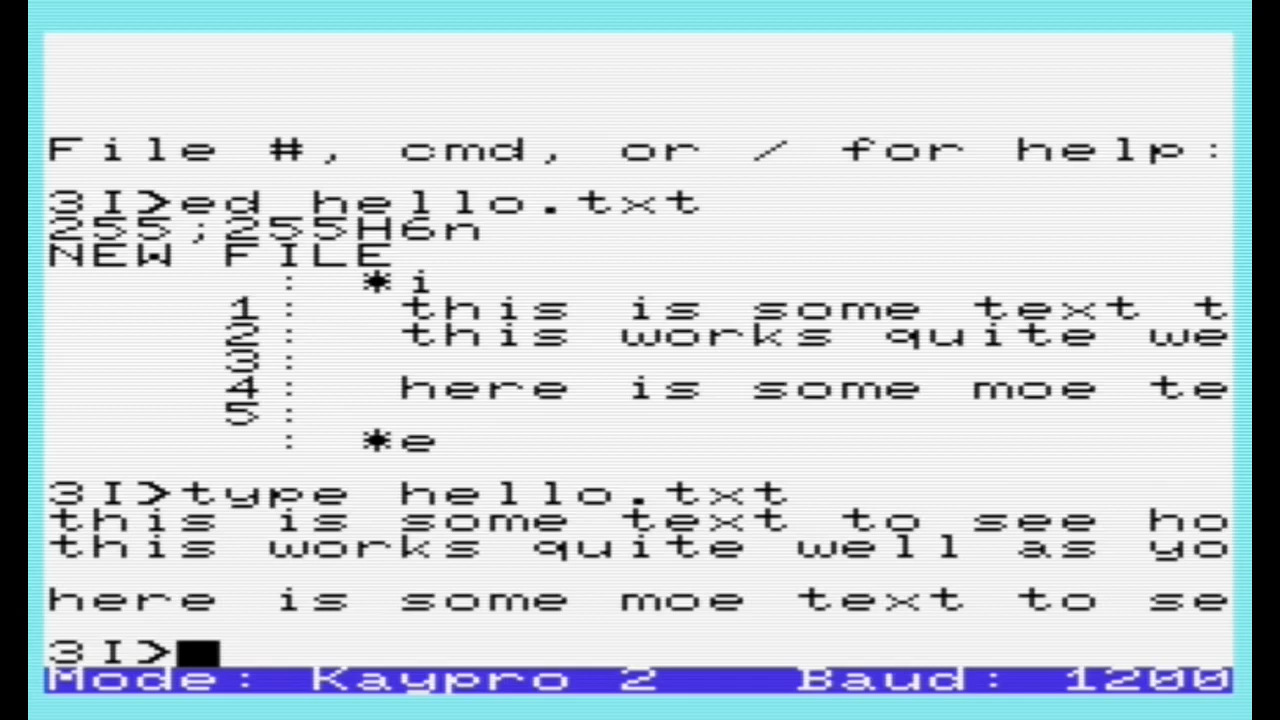 File #, cmd, or / for help:
3I>ed hello.txt
255;255H6n
NEW FILE
: *i
1: this is some text t
2: this works quite we
3:
4: here is some moe te
5:
: *e
3I>type hello.txt
this is some text to see ho
this works quite well as yo
here is some moe text to se
3I>
Mode: Kaypro 2 Baud: 1200